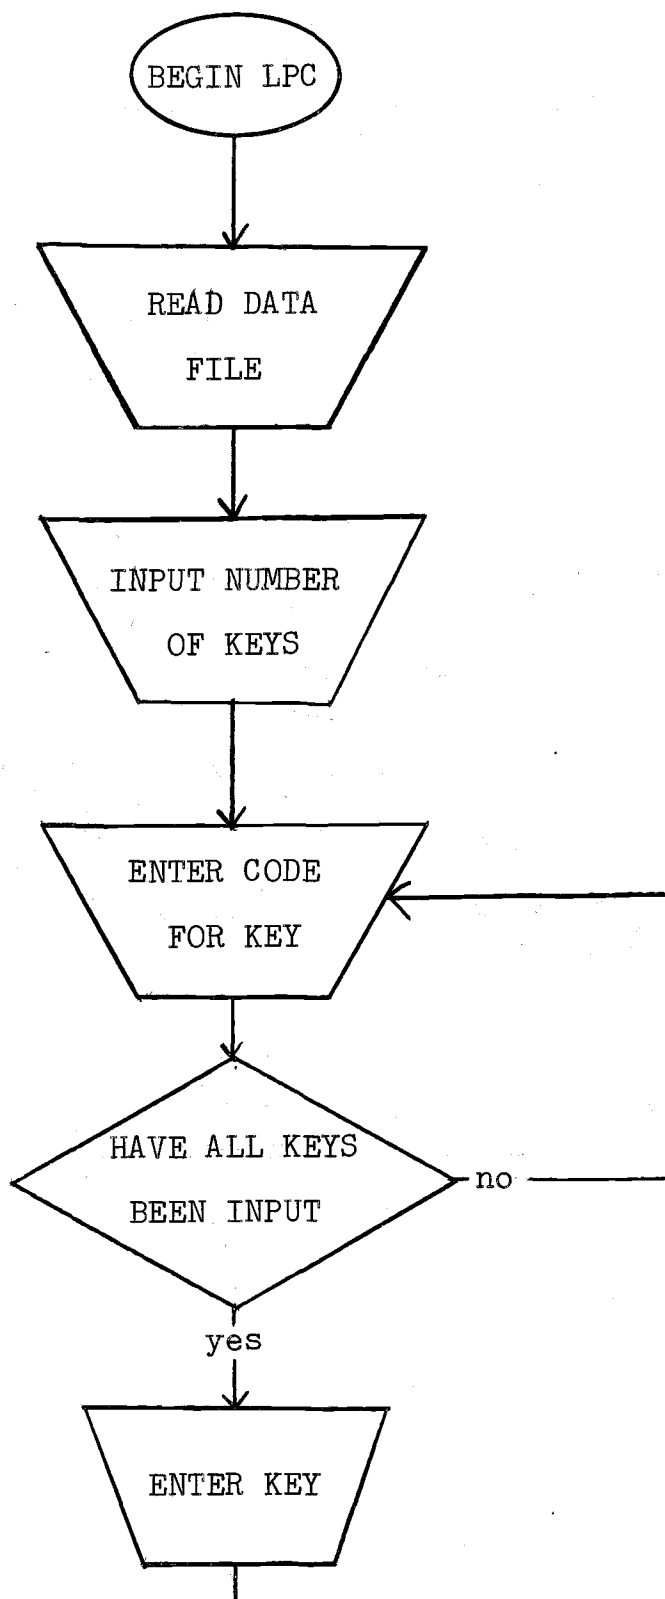 BEGIN LPC
READ DATA
FILE
INPUT NUMBER
OF KEYS
ENTER CODE
FOR KEY
HAVE ALL KEYS
BEEN INPUT
no
yes
ENTER KEY